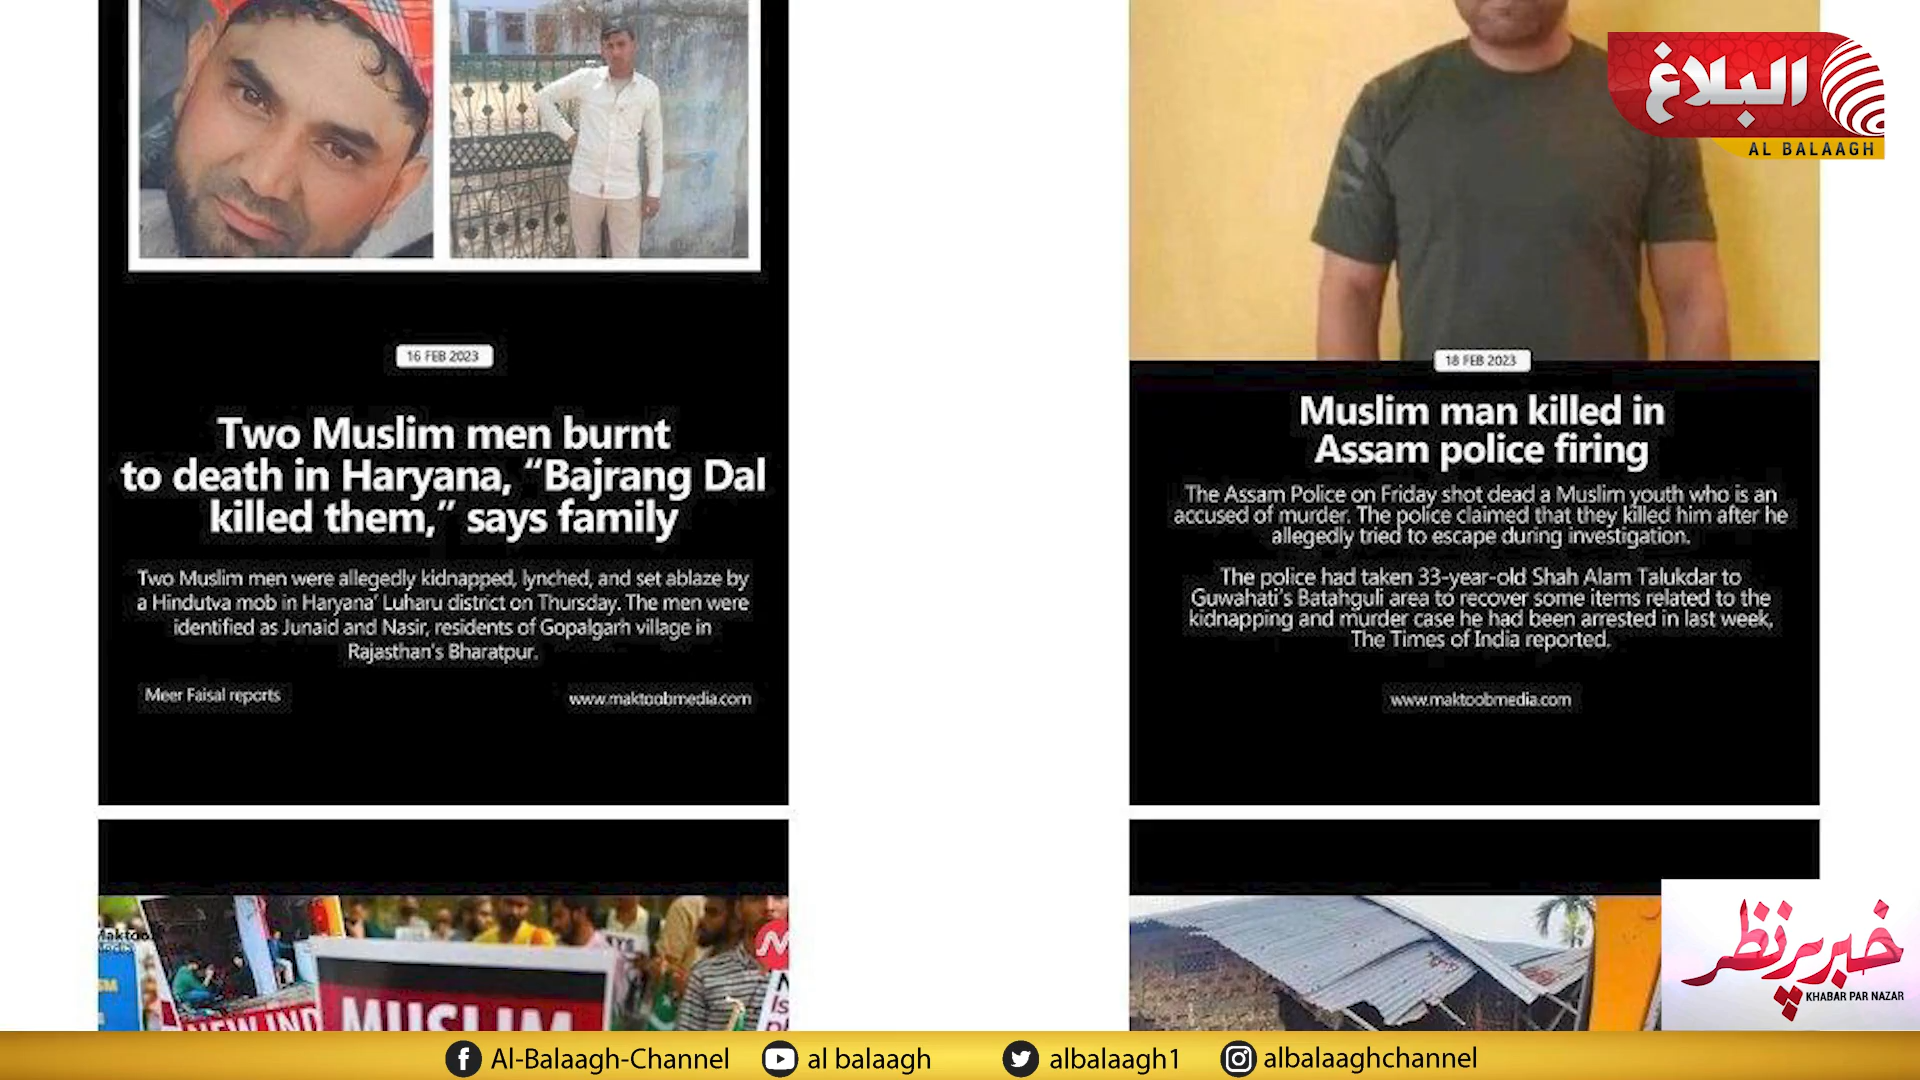 البلاغ
AL BALAAGH
16 FEB 2023
Two Muslim men burnt
to death in Haryana, “Bajrang Dal
killed them,” says family
Two Muslim men were allegedly kidnapped, lynched, and set ablaze by
a Hindutva mob in Haryana’ Luharu district on Thursday. The men were
identified as Junaid and Nasir, residents of Gopalgarh village in
Rajasthan's Bharatpur.
Meer Faisal reports
www.maktoobmedia.com
18 FEB 2023
Muslim man killed in
Assam police firing
The Assam Police on Friday shot dead a Muslim youth who is an
accused of murder. The police claimed that they killed him after he
allegedly tried to escape during investigation.
The police had taken 33-year-old Shah Alam Talukdar to
Guwahati's Batahguli area to recover some items related to the
kidnapping and murder case he had been arrested in last week,
The Times of India reported.
www.maktoobmedia.com
NEW IND
MUSLIM
خبر پر نظر
KHABAR PAR NAZAR
Al-Balaagh-Channel
al balaagh
albalaagh1
albalaaghchannel